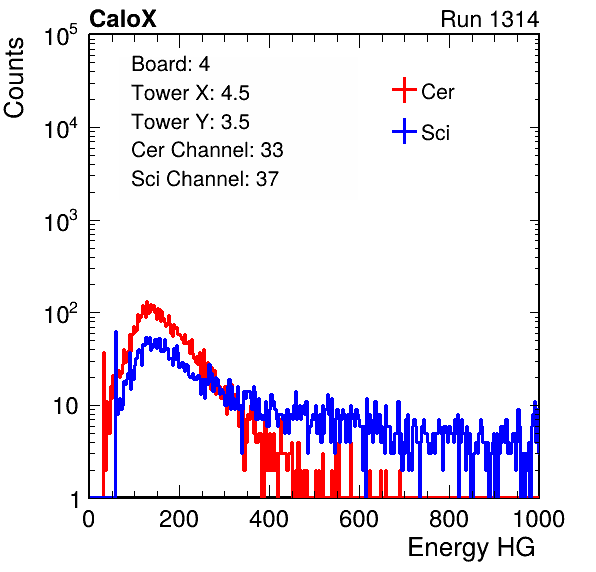 CaloX Run 1314
Board: 4
Tower X: 4.5
Tower Y: 3.5
Cer Channel: 33
Sci Channel: 37
Cer
Sci
Counts
10^5
10^4
10^3
10^2
10
1
0 200 400 600 800 1000
Energy HG